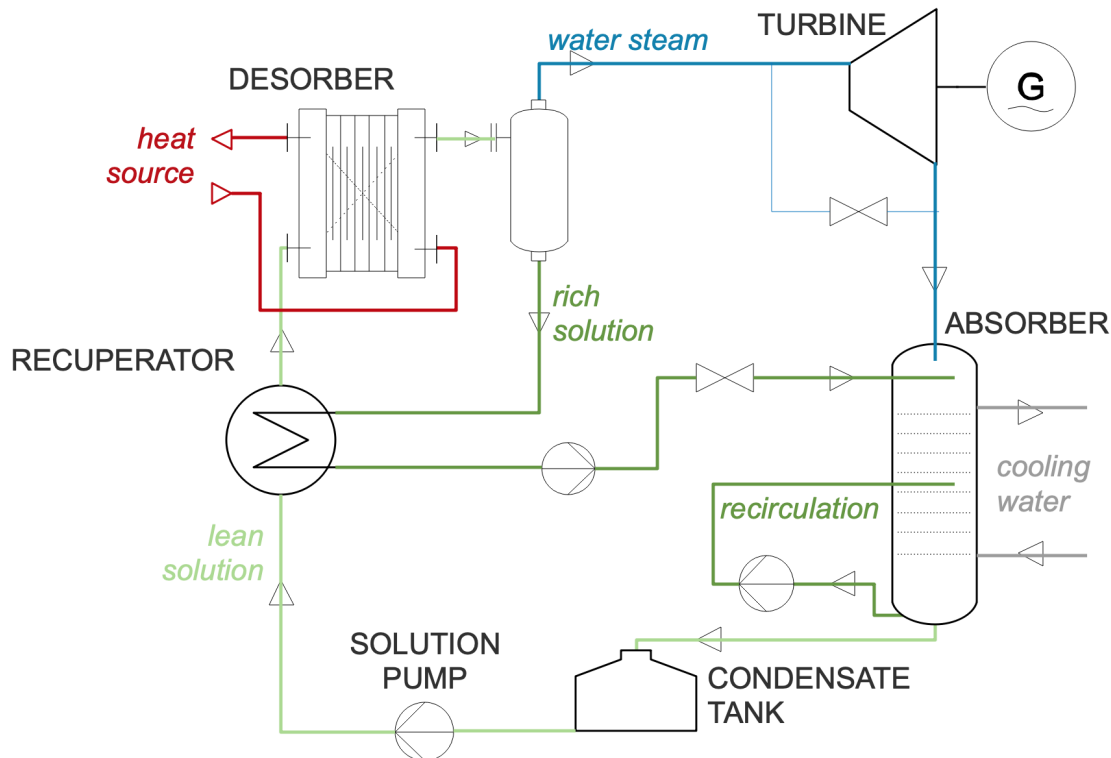 TURBINE
water steam
DESORBER
G
heat
source
rich
solution
ABSORBER
RECUPERATOR
cooling
water
recirculation
lean
solution
SOLUTION
PUMP
CONDENSATE
TANK